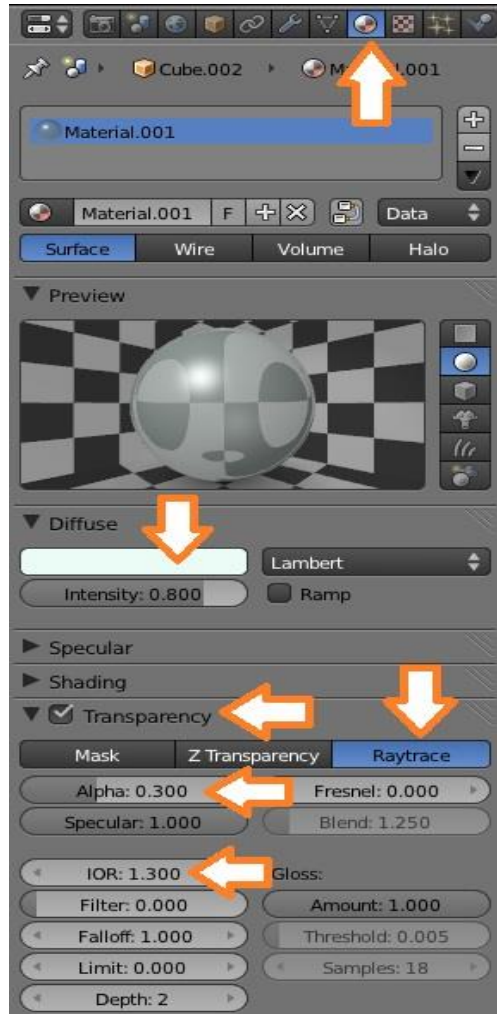 Cube.002 M .001
Material.001
Material.001 F Data
Surface Wire Volume Halo
Preview
Diffuse
Lambert
Intensity: 0.800 Ramp
Specular
Shading
Transparency
Mask Z Transparency Raytrace
Alpha: 0.300 Fresnel: 0.000
Specular: 1.000 Blend: 1.250
IOR: 1.300 Gloss:
Filter: 0.000 Amount: 1.000
Falloff: 1.000 Threshold: 0.005
Limit: 0.000 Samples: 18
Depth: 2